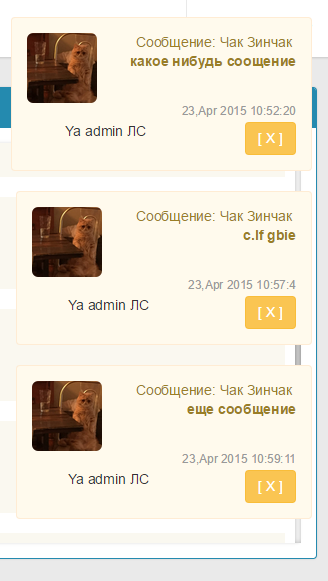 Сообщение: Чак Зинчак
какое нибудь соощение
23,Apr 2015 10:52:20
Ya admin ЛС
[ X ]
Сообщение: Чак Зинчак
c.lf gbie
23,Apr 2015 10:57:4
Ya admin ЛС
[ X ]
Сообщение: Чак Зинчак
еще сообщение
23,Apr 2015 10:59:11
Ya admin ЛС
[ X ]